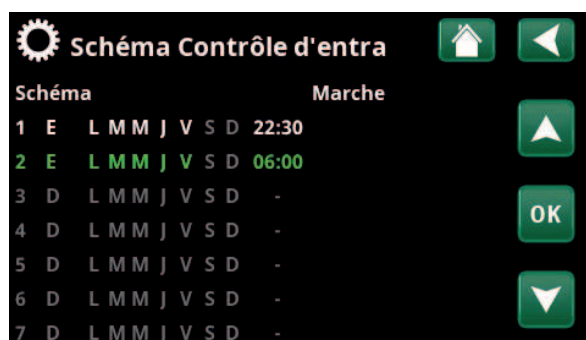 Schéma Contrôle d'entra
Schéma Marche
1 E L M M J V S D 22:30
2 E L M M J V S D 06:00
3 D L M M J V S D -
4 D L M M J V S D -
OK
5 D L M M J V S D -
6 D L M M J V S D -
7 D L M M J V S D -